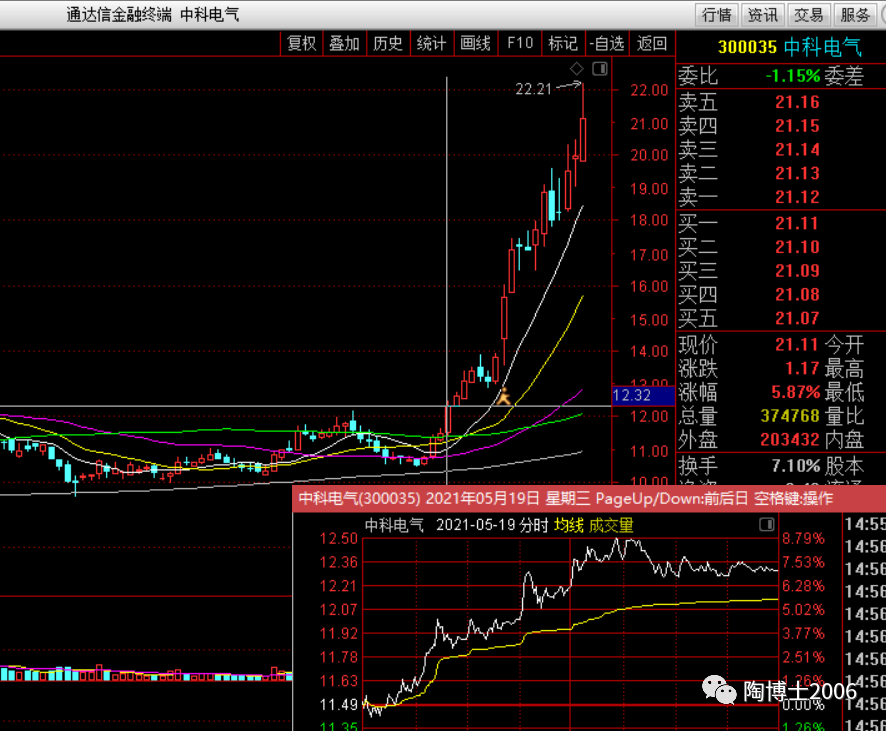 通达信金融终端 中科电气 行情 资讯 交易 服务
复权 叠加 历史 统计 画线 F10 标记 -自选 返回
300035 中科电气
委比 -1.15% 委差
卖五 21.16
卖四 21.15
卖三 21.14
卖二 21.13
卖一 21.12
买一 21.11
买二 21.10
买三 21.09
买四 21.08
买五 21.07
现价 21.11 今开
涨跌 1.17 最高
涨幅 5.87% 最低
总量 374768 量比
外盘 203432 内盘
换手 7.10% 股本
22.21
22.00
21.00
20.00
19.00
18.00
17.00
16.00
15.00
14.00
13.00
12.32
12.00
11.00
10.00
中科电气(300035) 2021年05月19日 星期三 PageUp/Down:前后日 空格键:操作
中科电气 2021-05-19 分时 均线 成交量
12.50 8.79%
12.36 7.53%
12.21 6.28%
12.07 5.02%
11.92 3.77%
11.78 2.51%
11.63 1.26%
11.49 0.00%
11.35 1.26%
14:55
14:56
14:56
14:56
14:56
14:56
14:56
14:56
14:56
14:56
陶博士2006